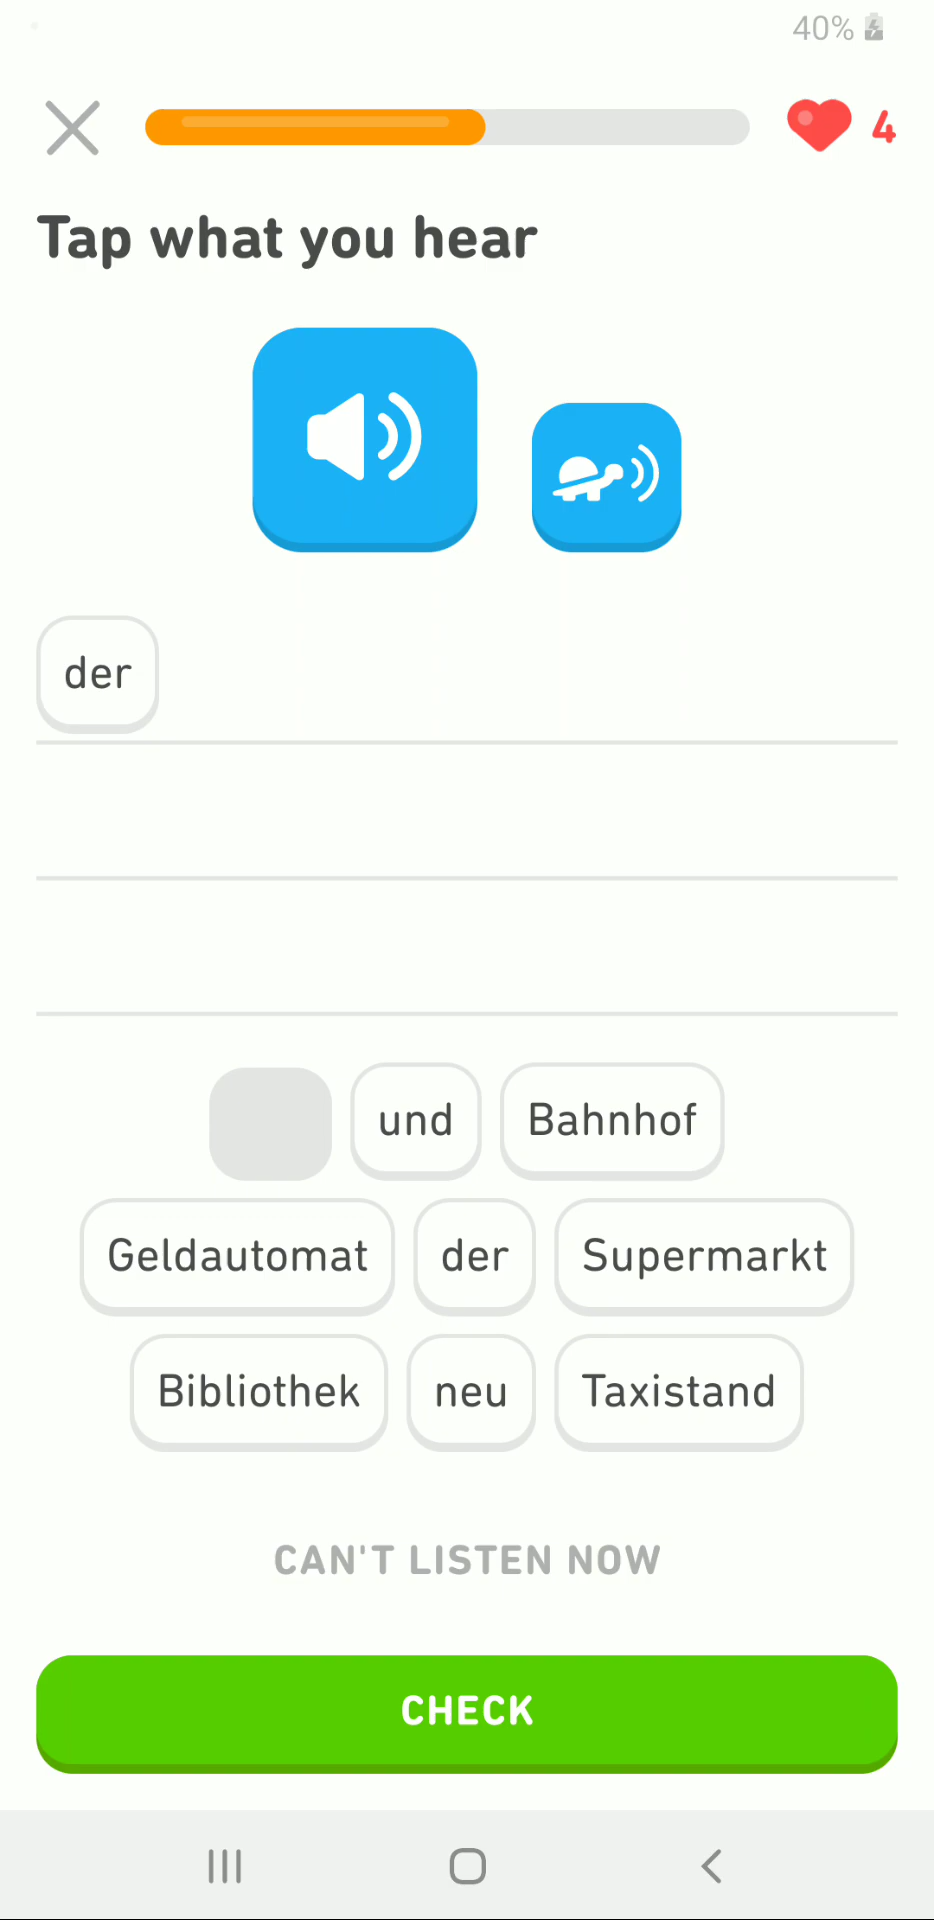 40%
4
Tap what you hear
der
und Bahnhof
Geldautomat der Supermarkt
Bibliothek neu Taxistand
CAN'T LISTEN NOW
CHECK